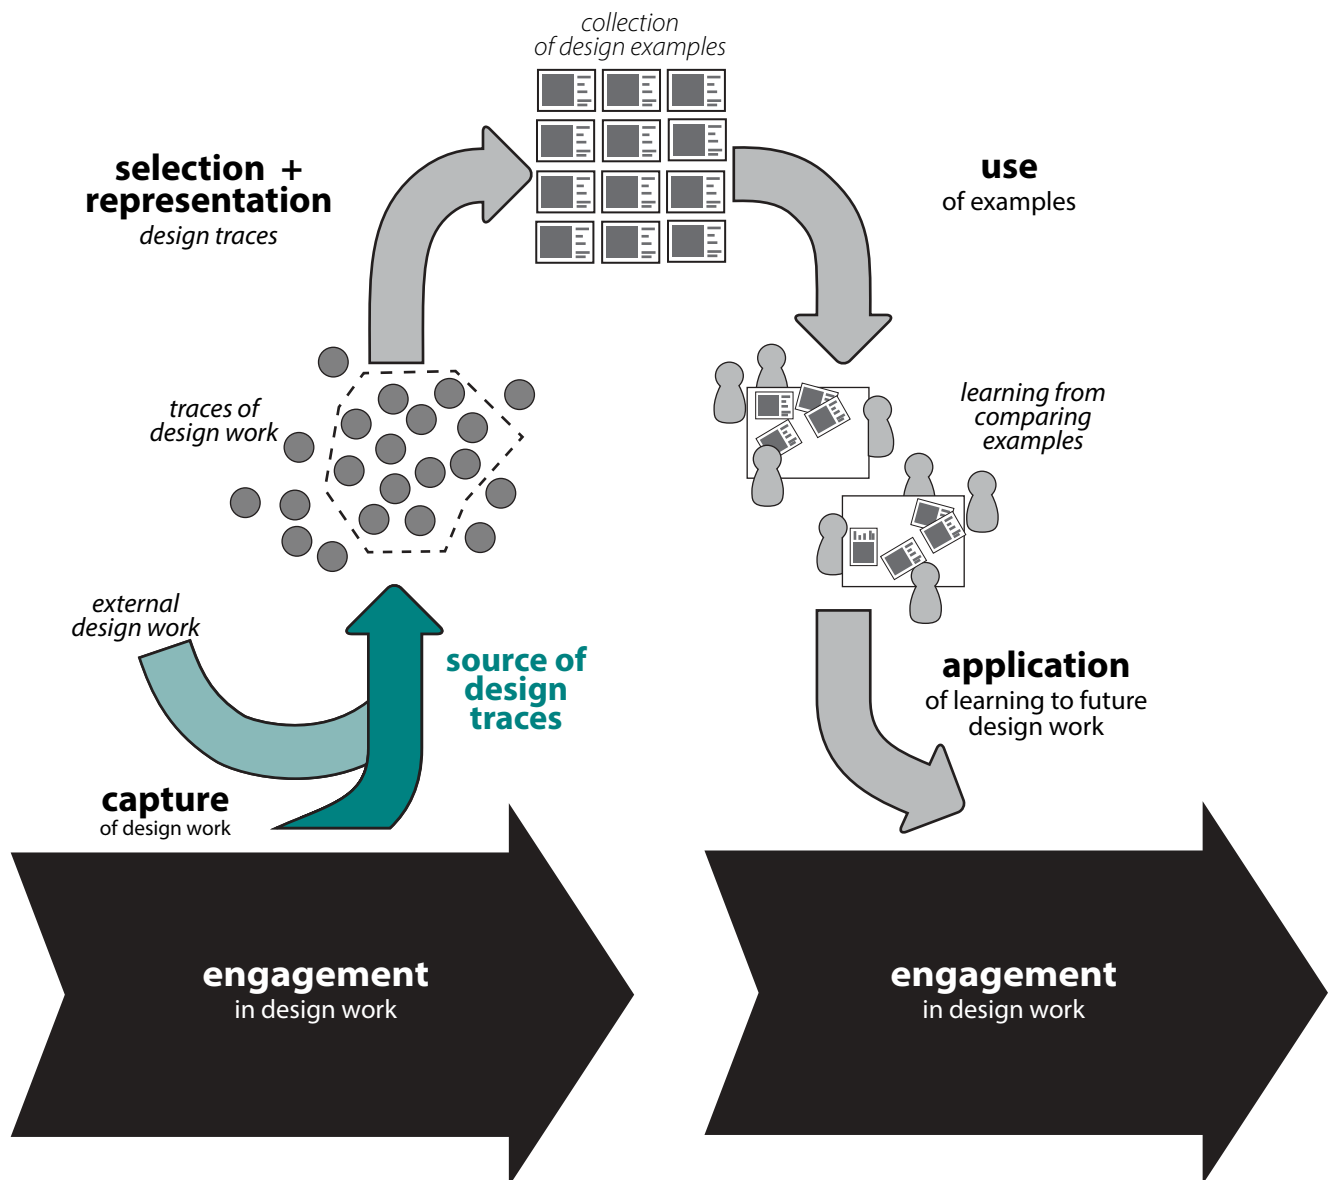 collection
of design examples
selection +
representation
design traces
use
of examples
traces of
design work
learning from
comparing
examples
external
design work
source of
design
traces
capture
of design work
application
of learning to future
design work
engagement
in design work
engagement
in design work